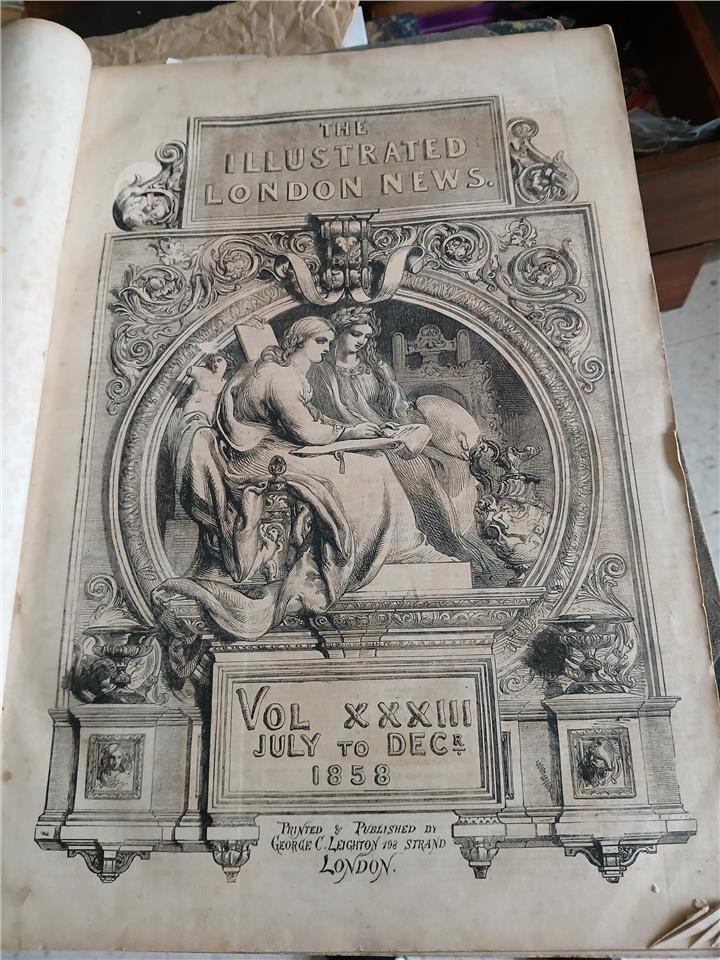 THE
ILLUSTRATED
LONDON NEWS.
VOL XXXIII
JULY TO DECR.
1858
PRINTED & PUBLISHED BY
GEORGE C. LEIGHTON 198 STRAND
LONDON.